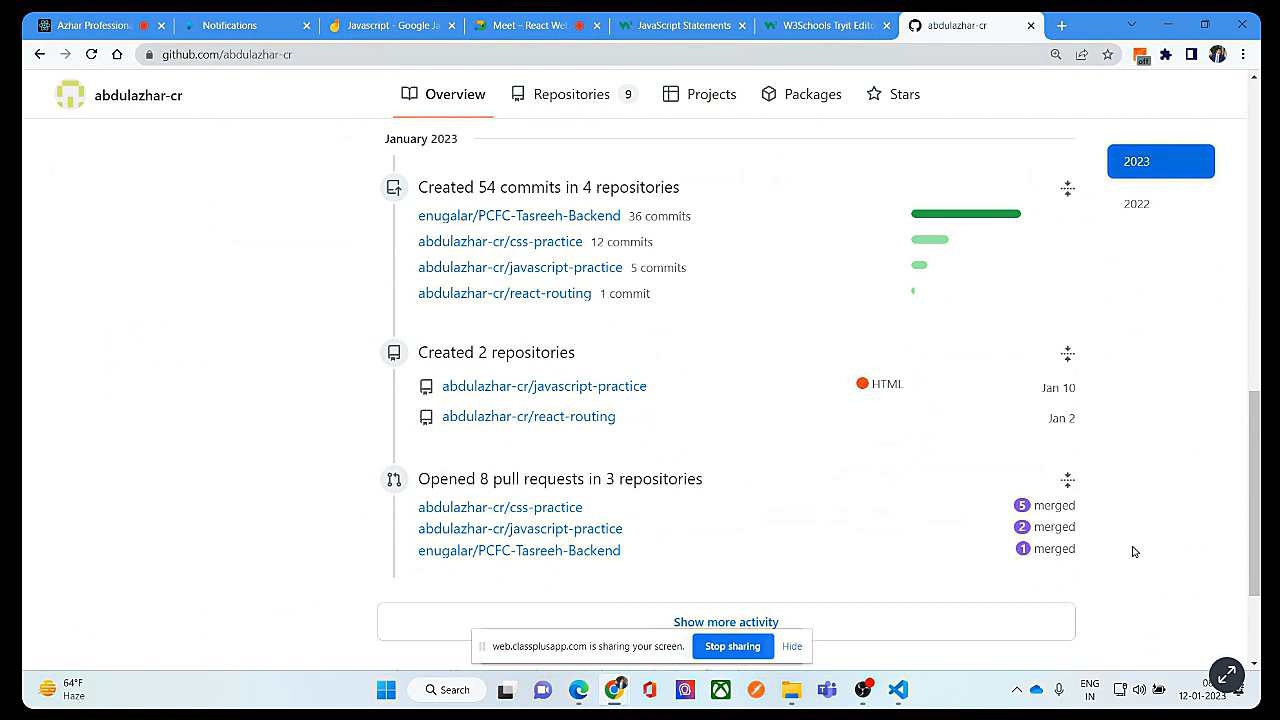 Azhar Professiona
Notifications
Javascript - Google Ja
Meet – React Web
JavaScript Statements
W3Schools Tryit Edito
abdulazhar-cr
github.com/abdulazhar-cr
off
abdulazhar-cr
Overview
Repositories 9
Projects
Packages
Stars
January 2023
2023
2022
Created 54 commits in 4 repositories
enugalar/PCFC-Tasreeh-Backend 36 commits
abdulazhar-cr/css-practice 12 commits
abdulazhar-cr/javascript-practice 5 commits
abdulazhar-cr/react-routing 1 commit
Created 2 repositories
abdulazhar-cr/javascript-practice HTML Jan 10
abdulazhar-cr/react-routing Jan 2
Opened 8 pull requests in 3 repositories
abdulazhar-cr/css-practice 5 merged
abdulazhar-cr/javascript-practice 2 merged
enugalar/PCFC-Tasreeh-Backend 1 merged
Show more activity
web.classplusapp.com is sharing your screen. Stop sharing Hide
64°F
Haze
Search
ENG
IN
12-01-2023